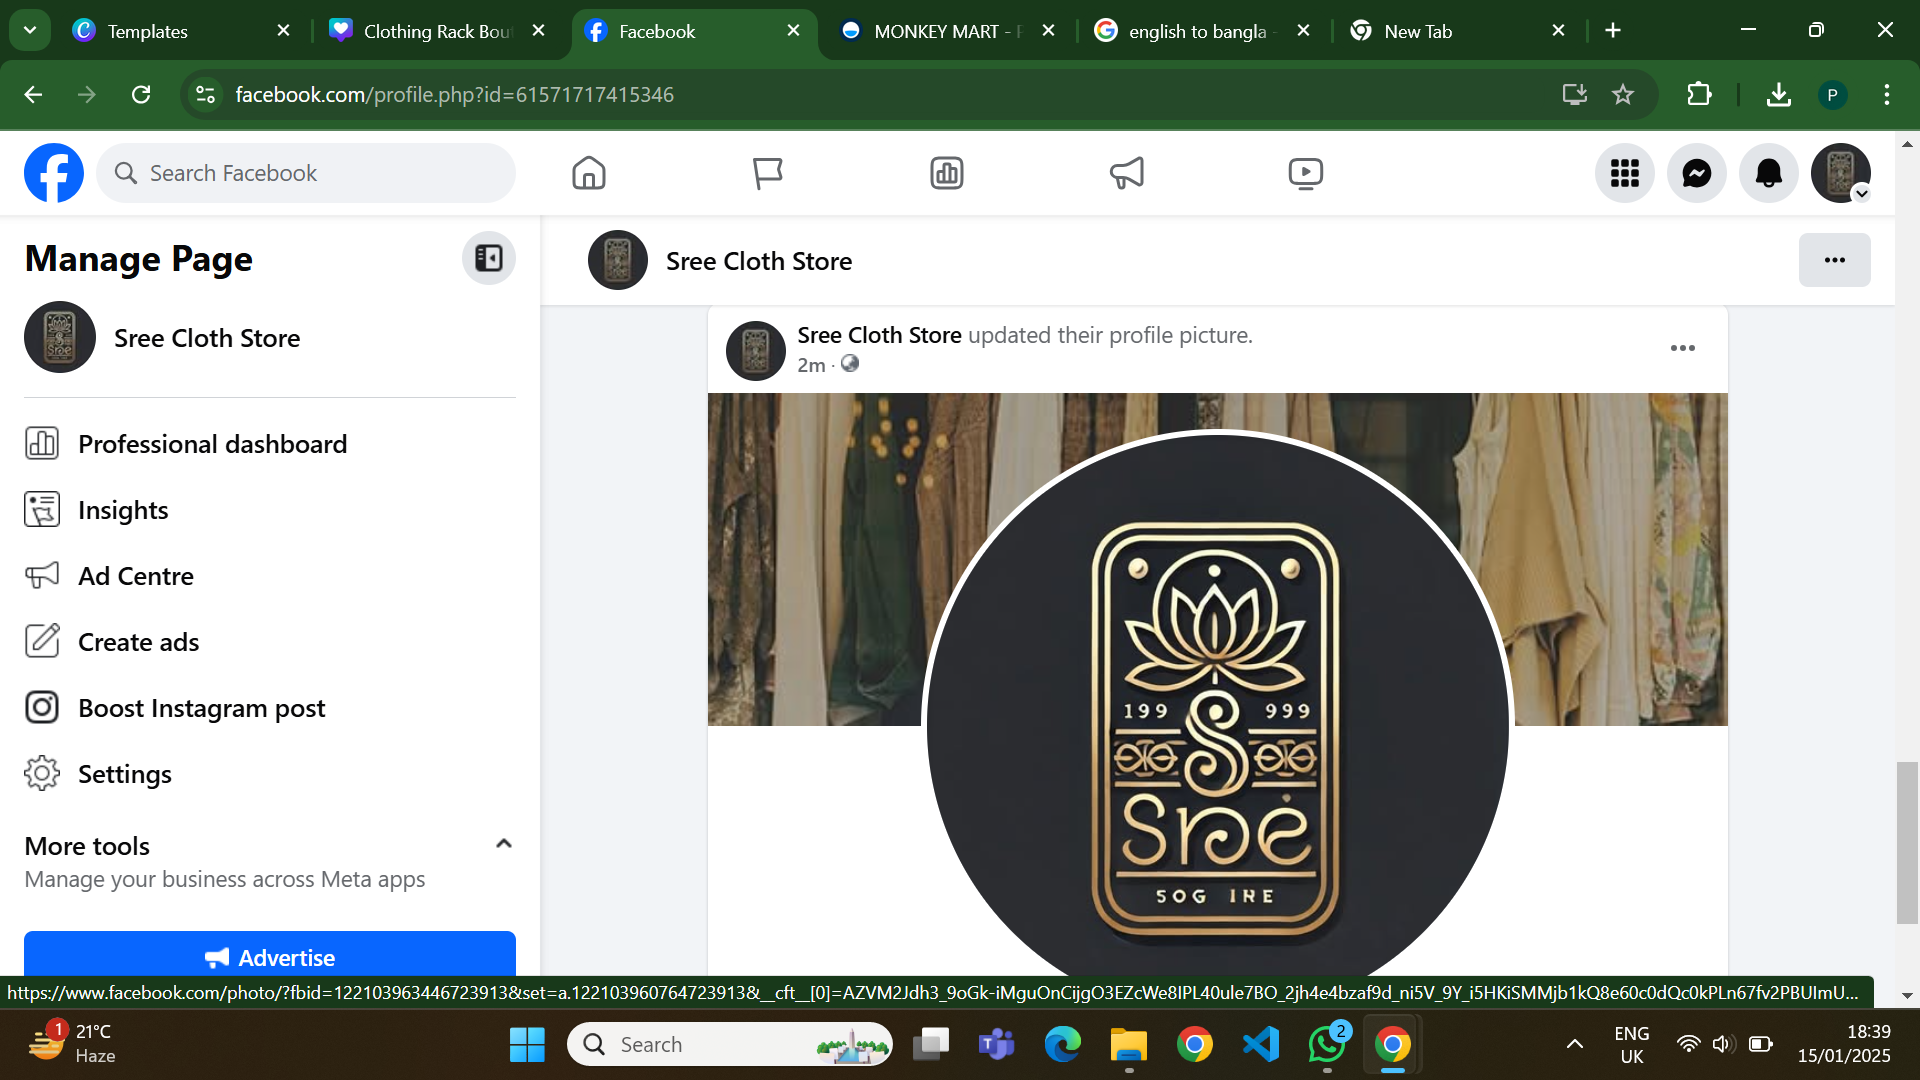 Templates
Clothing Rack Bout
Facebook
MONKEY MART - P
english to bangla -
New Tab
facebook.com/profile.php?id=61571717415346
P
Search Facebook
Manage Page
Sree Cloth Store
Sree Cloth Store
Sree Cloth Store updated their profile picture.
2m ·
Professional dashboard
Insights
Ad Centre
Create ads
Boost Instagram post
Settings
More tools
Manage your business across Meta apps
Advertise
199 999
S
Sree
SOG INE
https://www.facebook.com/photo/?fbid=122103963446723913&set=a.122103960764723913&__cft__[0]=AZVM2Jdh3_9oGk-iMguOnCijgO3EZcWe8IPL40ule7BO_2jh4e4bzaf9d_ni5V_9Y_i5HKiSMMjb1kQ8e60c0dQc0kPLn67fv2PBUImU...
1
21°C
Haze
Search
2
ENG
UK
18:39
15/01/2025